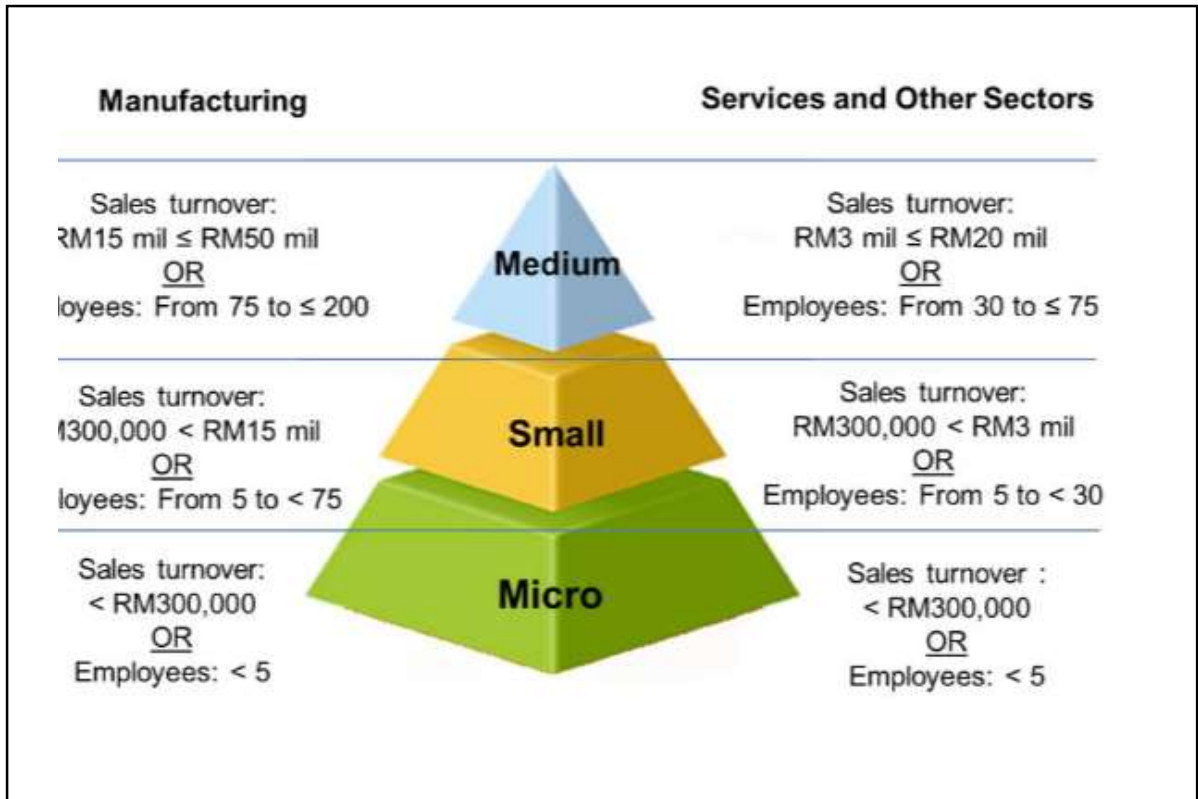 Manufacturing
Services and Other Sectors
Sales turnover:
RM15 mil ≤ RM50 mil
OR
loyees: From 75 to ≤ 200
Medium
Sales turnover:
RM3 mil ≤ RM20 mil
OR
Employees: From 30 to ≤ 75
Sales turnover:
M300,000 < RM15 mil
OR
loyees: From 5 to < 75
Small
Sales turnover:
RM300,000 < RM3 mil
OR
Employees: From 5 to < 30
Sales turnover:
< RM300,000
OR
Employees: < 5
Micro
Sales turnover :
< RM300,000
OR
Employees: < 5